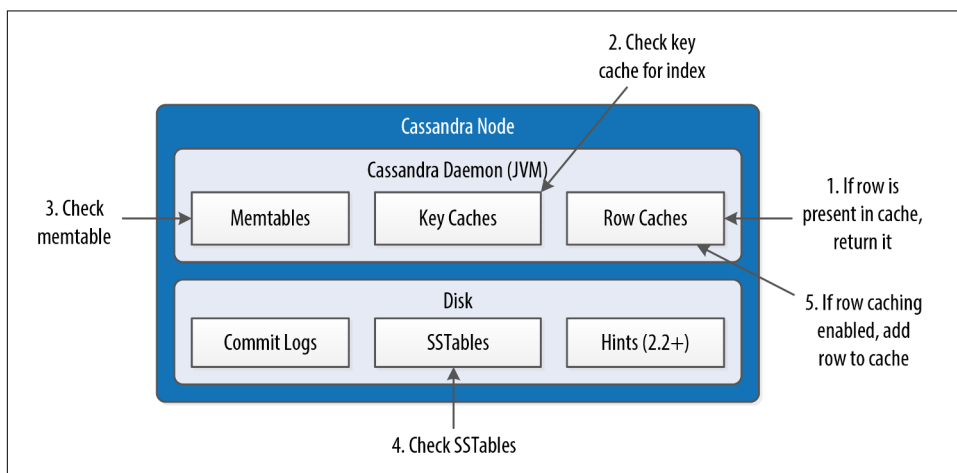 2. Check key
cache for index
Cassandra Node
Cassandra Daemon (JVM)
3. Check
memtable
Memtables
Key Caches
Row Caches
1. If row is
present in cache,
return it
Disk
Commit Logs
SSTables
Hints (2.2+)
5. If row caching
enabled, add
row to cache
4. Check SSTables